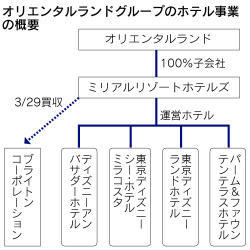 オリエンタルランドグループのホテル事業
の概要
オリエンタルランド
100%子会社
ミリアルリゾートホテルズ
3/29買収
運営ホテル
ブライトン
コーポレーション
ディズニーアン
バサダーホテル
東京ディズニー
シー・ホテル
ミラコスタ
東京ディズニー
ランドホテル
パーム&ファウン
テンテラスホテル